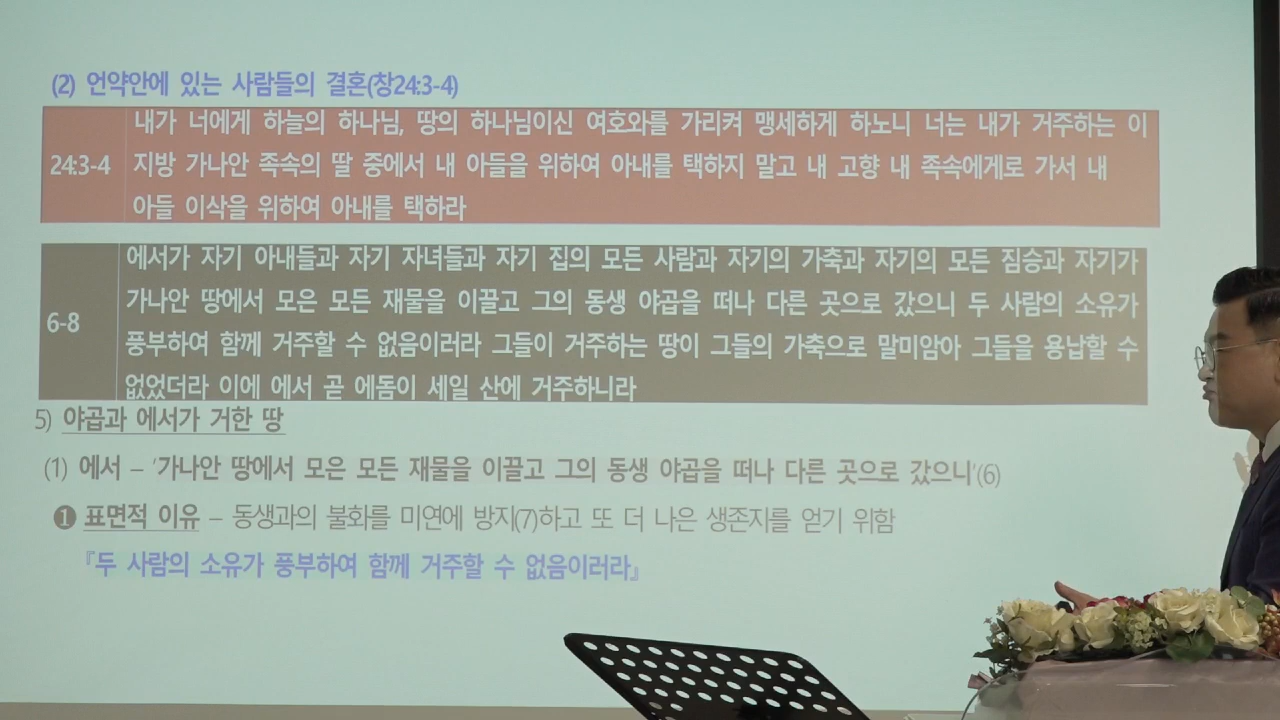 (2) 언약안에 있는 사람들의 결혼(창24:3-4)
내가 너에게 하늘의 하나님, 땅의 하나님이신 여호와를 가리켜 맹세하게 하노니 너는 내가 거주하는 이
24:3-4 지방 가나안 족속의 딸 중에서 내 아들을 위하여 아내를 택하지 말고 내 고향 내 족속에게로 가서 내
아들 이삭을 위하여 아내를 택하라
에서가 자기 아내들과 자기 자녀들과 자기 집의 모든 사람과 자기의 가축과 자기의 모든 짐승과 자기가
가나안 땅에서 모은 모든 재물을 이끌고 그의 동생 야곱을 떠나 다른 곳으로 갔으니 두 사람의 소유가
6-8 풍부하여 함께 거주할 수 없음이러라 그들이 거주하는 땅이 그들의 가축으로 말미암아 그들을 용납할 수
없었더라 이에 에서 곧 에돔이 세일 산에 거주하니라
5) 야곱과 에서가 거한 땅
(1) 에서 – '가나안 땅에서 모은 모든 재물을 이끌고 그의 동생 야곱을 떠나 다른 곳으로 갔으니'(6)
❶ 표면적 이유 – 동생과의 불화를 미연에 방지(7)하고 또 더 나은 생존지를 얻기 위함
『두 사람의 소유가 풍부하여 함께 거주할 수 없음이러라』